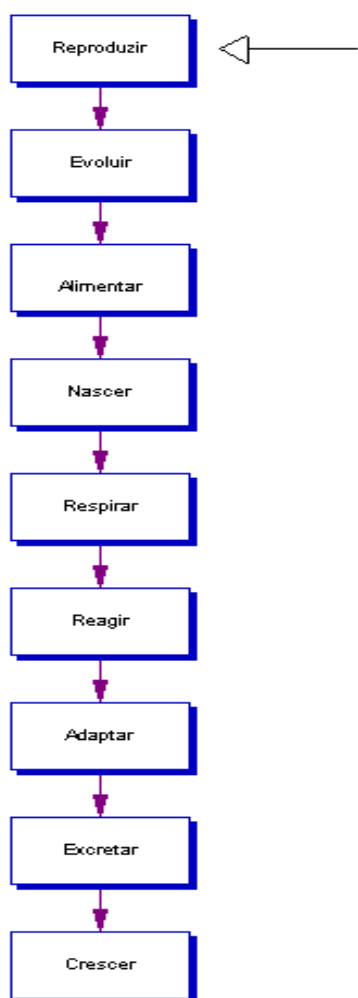 Reproduzir
Evoluir
Alimentar
Nascer
Respirar
Reagir
Adaptar
Excretar
Crescer